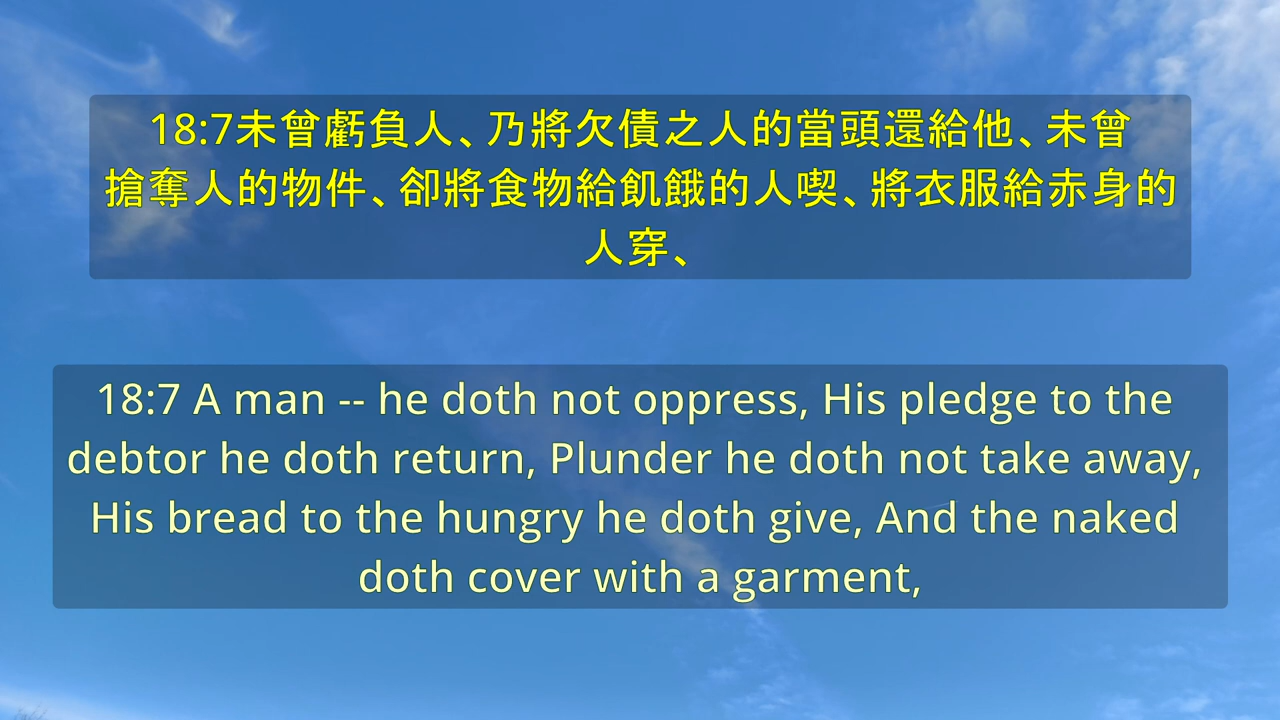 18:7未曾虧負人、乃將欠債之人的當頭還給他、未曾
搶奪人的物件、卻將食物給飢餓的人喫、將衣服給赤身的
人穿、
18:7 A man -- he doth not oppress, His pledge to the
debtor he doth return, Plunder he doth not take away,
His bread to the hungry he doth give, And the naked
doth cover with a garment,